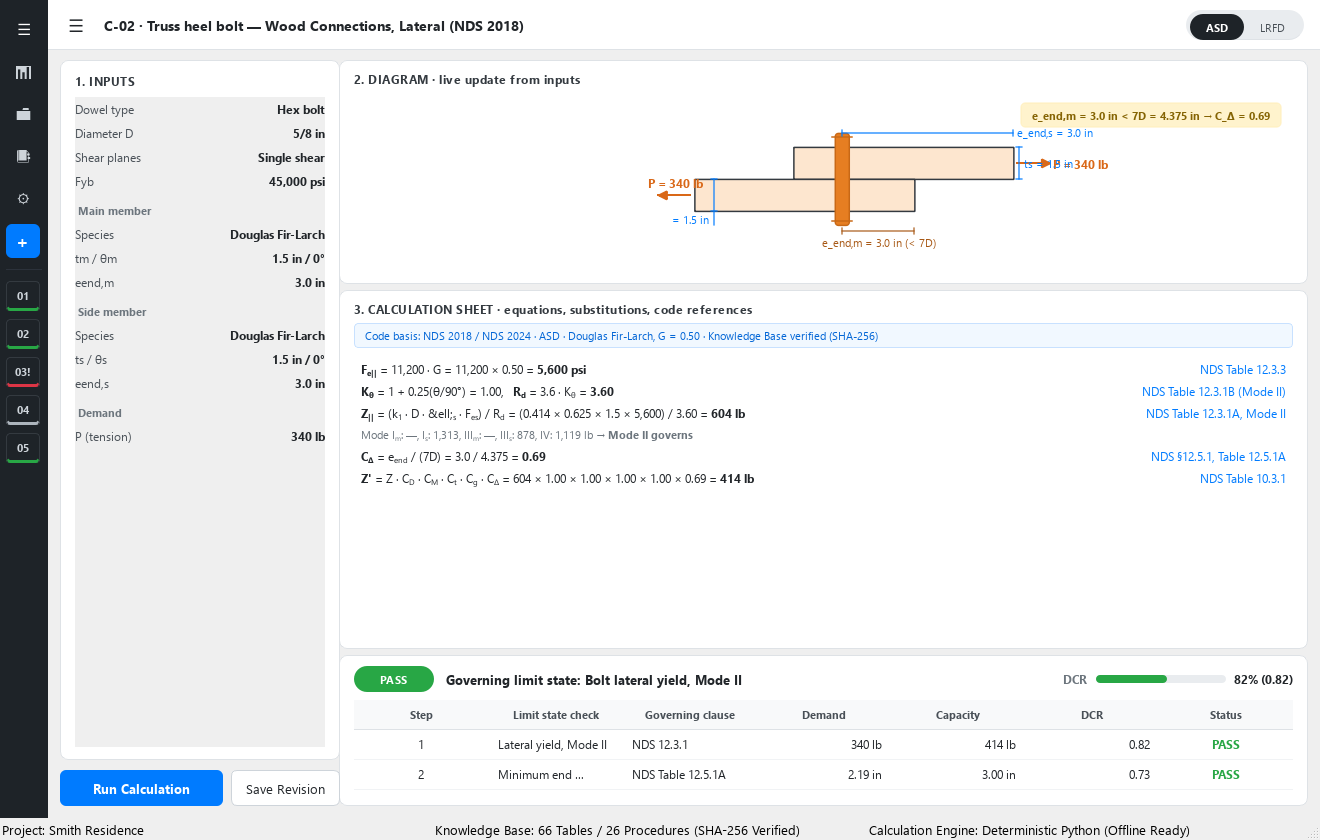 ☰ C-02 · Truss heel bolt — Wood Connections, Lateral (NDS 2018)
ASD LRFD
01
02
03!
04
05
1. INPUTS
Dowel type Hex bolt
Diameter D 5/8 in
Shear planes Single shear
Fyb 45,000 psi
Main member
Species Douglas Fir-Larch
tm / θm 1.5 in / 0°
eend,m 3.0 in
Side member
Species Douglas Fir-Larch
ts / θs 1.5 in / 0°
eend,s 3.0 in
Demand
P (tension) 340 lb
Run Calculation Save Revision
2. DIAGRAM · live update from inputs
e_end,m = 3.0 in < 7D = 4.375 in → C_Δ = 0.69
e_end,s = 3.0 in
P = 340 lb
P = 340 lb
= 1.5 in
e_end,m = 3.0 in (< 7D)
3. CALCULATION SHEET · equations, substitutions, code references
Code basis: NDS 2018 / NDS 2024 · ASD · Douglas Fir-Larch, G = 0.50 · Knowledge Base verified (SHA-256)
Fe|| = 11,200 · G = 11,200 × 0.50 = 5,600 psi NDS Table 12.3.3
Kθ = 1 + 0.25(θ/90°) = 1.00, Rd = 3.6 · Kθ = 3.60 NDS Table 12.3.1B (Mode II)
Z|| = (k1 · D · &ell;s · Fes) / Rd = (0.414 × 0.625 × 1.5 × 5,600) / 3.60 = 604 lb NDS Table 12.3.1A, Mode II
Mode Im: —, Is: 1,313, IIIm: —, IIIs: 878, IV: 1,119 lb → Mode II governs
CΔ = eend / (7D) = 3.0 / 4.375 = 0.69 NDS §12.5.1, Table 12.5.1A
Z' = Z · CD · CM · Ct · Cg · CΔ = 604 × 1.00 × 1.00 × 1.00 × 1.00 × 0.69 = 414 lb NDS Table 10.3.1
PASS Governing limit state: Bolt lateral yield, Mode II DCR 82% (0.82)
Step Limit state check Governing clause Demand Capacity DCR Status
1 Lateral yield, Mode II NDS 12.3.1 340 lb 414 lb 0.82 PASS
2 Minimum end ... NDS Table 12.5.1A 2.19 in 3.00 in 0.73 PASS
Project: Smith Residence Knowledge Base: 66 Tables / 26 Procedures (SHA-256 Verified) Calculation Engine: Deterministic Python (Offline Ready)